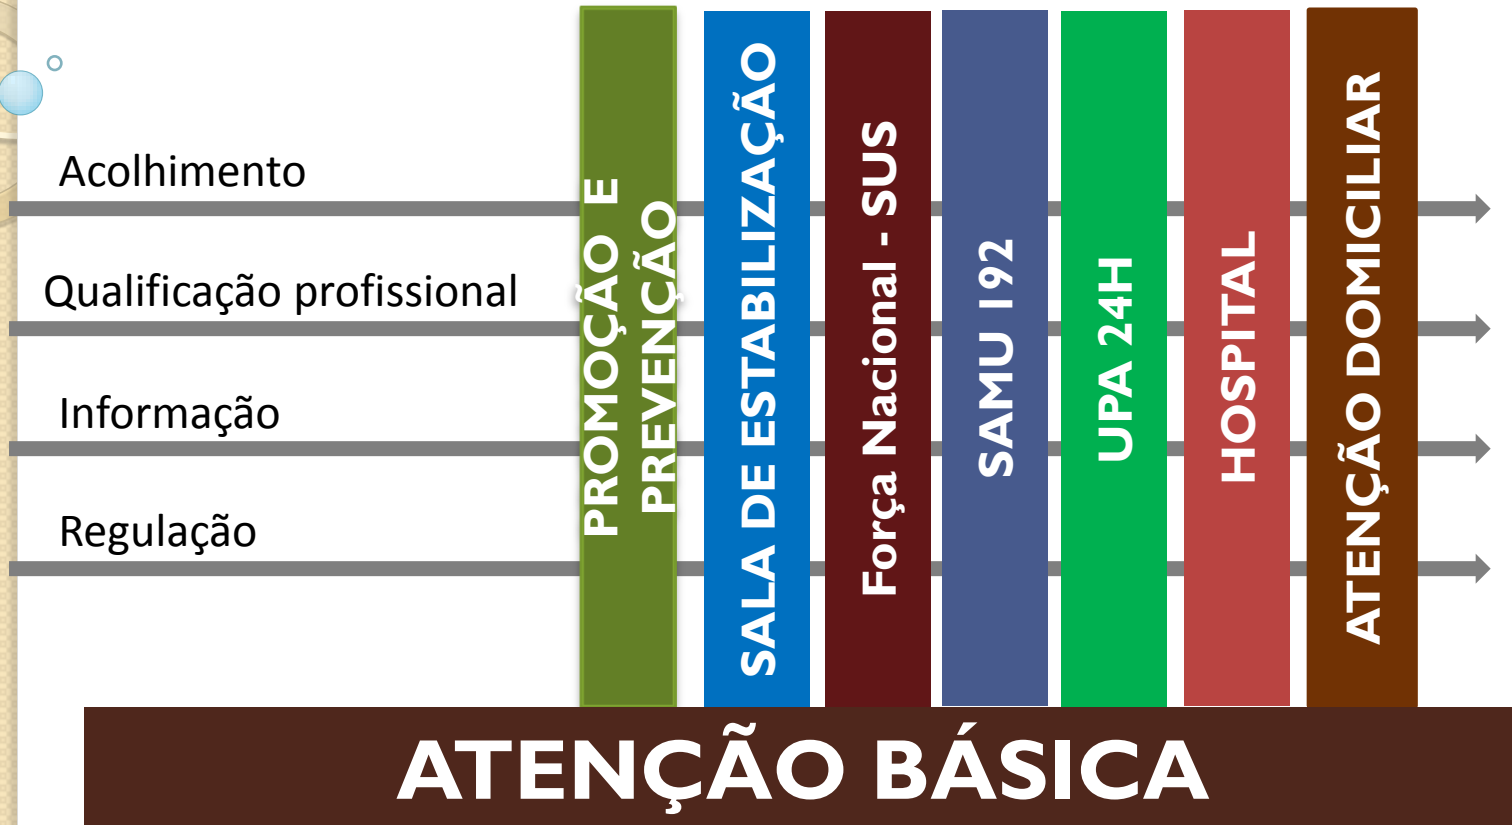 Acolhimento
Qualificação profissional
Informação
Regulação
PROMOÇÃO E
PREVENÇÃO
SALA DE ESTABILIZAÇÃO
Força Nacional - SUS
SAMU 192
UPA 24H
HOSPITAL
ATENÇÃO DOMICILIAR
ATENÇÃO BÁSICA